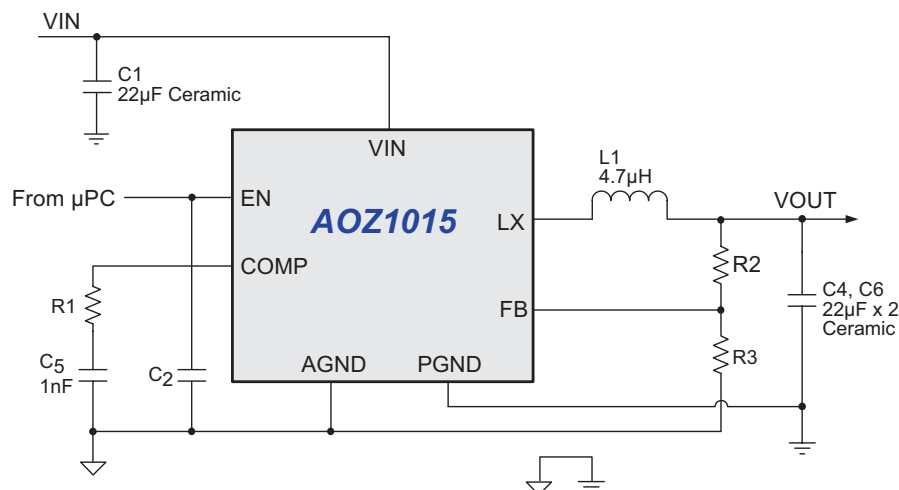 VIN
C1
22µF Ceramic
VIN
L1
4.7µH
From µPC
EN
AOZ1015
LX
VOUT
COMP
R2
R1
FB
C4, C6
22µF x 2
Ceramic
C5
1nF
C2
AGND
PGND
R3